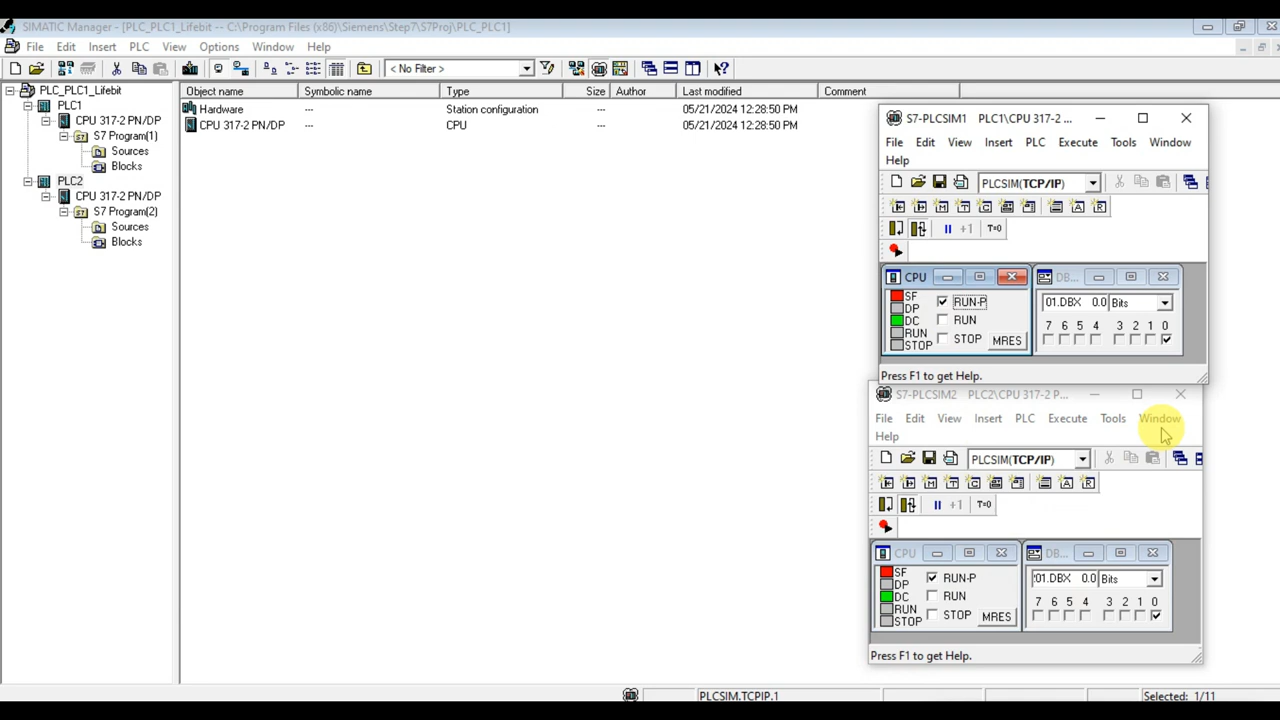 SIMATIC Manager - [PLC_PLC1_Lifebit -- C:\Program Files (x86)\Siemens\Step7\S7Proj\PLC_PLC1]
File Edit Insert PLC View Options Window Help
< No Filter >
PLC_PLC1_Lifebit
PLC1
CPU 317-2 PN/DP
S7 Program(1)
Sources
Blocks
PLC2
CPU 317-2 PN/DP
S7 Program(2)
Sources
Blocks
Object name Symbolic name Type Size Author Last modified Comment
Hardware --- Station configuration --- 05/21/2024 12:28:50 PM
CPU 317-2 PN/DP --- CPU --- 05/21/2024 12:28:50 PM
S7-PLCSIM1 PLC1\CPU 317-2 ...
File Edit View Insert PLC Execute Tools Window
Help
PLCSIM(TCP/IP)
+1 T=0
CPU
SF
DP
DC
RUN
STOP
RUN-P
RUN
STOP
MRES
DB...
01.DBX 0.0 Bits
7 6 5 4 3 2 1 0
Press F1 to get Help.
S7-PLCSIM2 PLC2\CPU 317-2 P...
File Edit View Insert PLC Execute Tools Window
Help
PLCSIM(TCP/IP)
+1 T=0
CPU
SF
DP
DC
RUN
STOP
RUN-P
RUN
STOP
MRES
DB...
01.DBX 0.0 Bits
7 6 5 4 3 2 1 0
Press F1 to get Help.
PLCSIM.TCPIP.1
Selected: 1/11